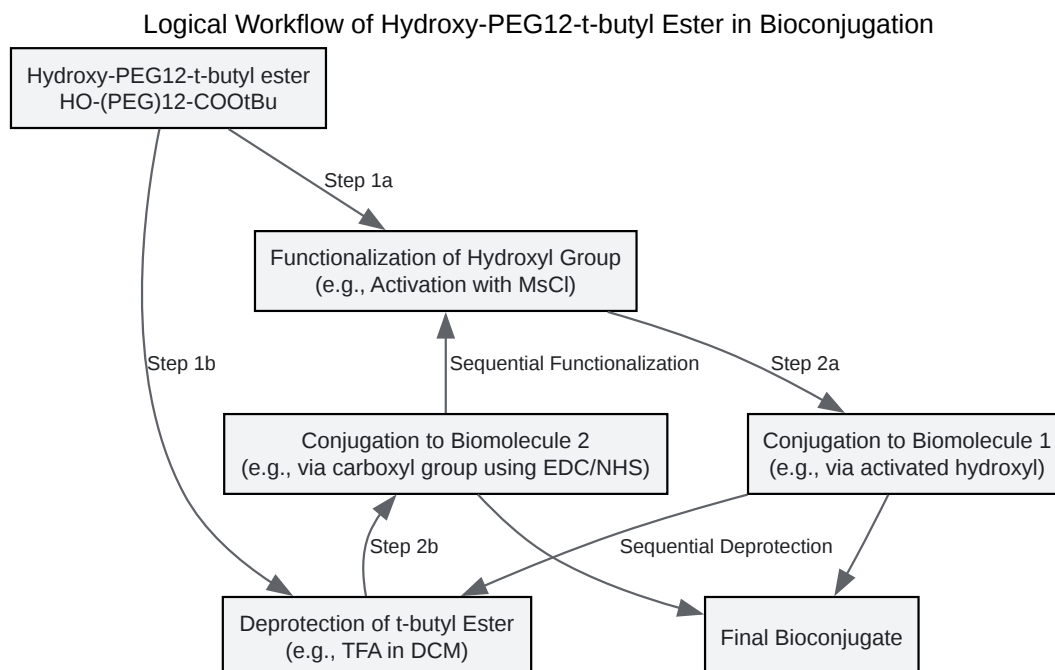 Logical Workflow of Hydroxy-PEG12-t-butyl Ester in Bioconjugation
Hydroxy-PEG12-t-butyl ester
HO-(PEG)12-COOtBu
Step 1a
Functionalization of Hydroxyl Group
(e.g., Activation with MsCl)
Step 1b
Sequential Functionalization
Step 2a
Conjugation to Biomolecule 2
(e.g., via carboxyl group using EDC/NHS)
Conjugation to Biomolecule 1
(e.g., via activated hydroxyl)
Step 2b
Sequential Deprotection
Deprotection of t-butyl Ester
(e.g., TFA in DCM)
Final Bioconjugate